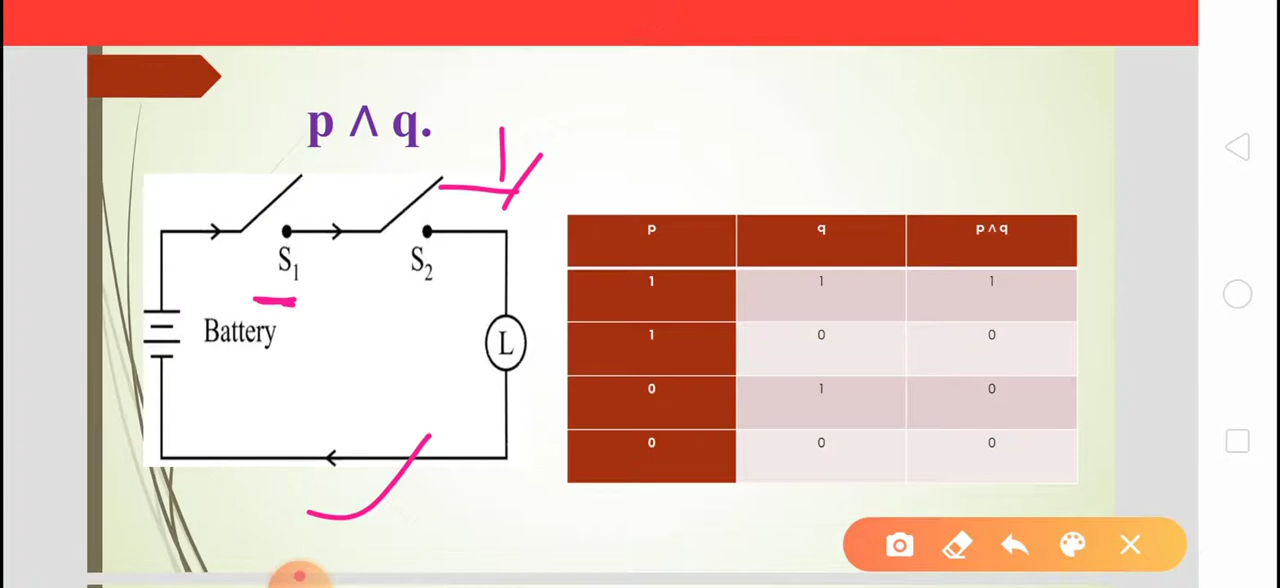 p ∧ q.
S1
S2
Battery
L
p q p ∧ q
1 1 1
1 0 0
0 1 0
0 0 0